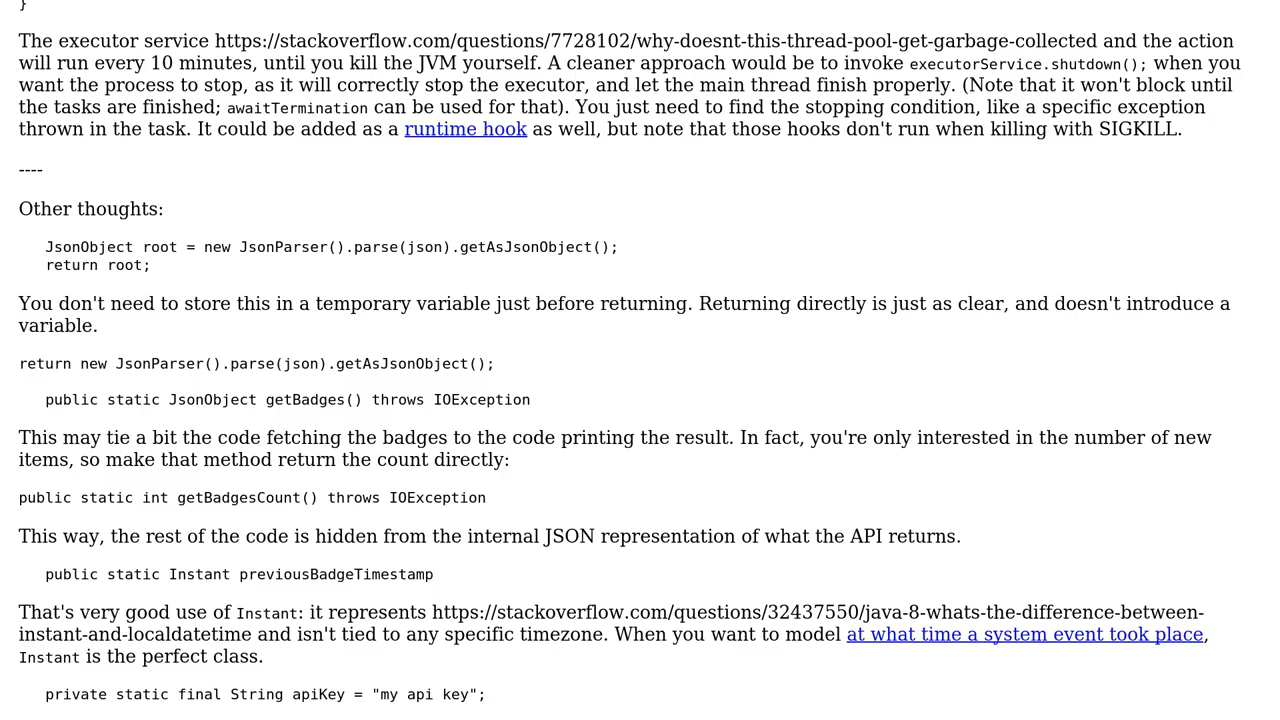 }
The executor service https://stackoverflow.com/questions/7728102/why-doesnt-this-thread-pool-get-garbage-collected and the action
will run every 10 minutes, until you kill the JVM yourself. A cleaner approach would be to invoke executorService.shutdown(); when you
want the process to stop, as it will correctly stop the executor, and let the main thread finish properly. (Note that it won't block until
the tasks are finished; awaitTermination can be used for that). You just need to find the stopping condition, like a specific exception
thrown in the task. It could be added as a runtime hook as well, but note that those hooks don't run when killing with SIGKILL.
----
Other thoughts:
JsonObject root = new JsonParser().parse(json).getAsJsonObject();
return root;
You don't need to store this in a temporary variable just before returning. Returning directly is just as clear, and doesn't introduce a
variable.
return new JsonParser().parse(json).getAsJsonObject();
public static JsonObject getBadges() throws IOException
This may tie a bit the code fetching the badges to the code printing the result. In fact, you're only interested in the number of new
items, so make that method return the count directly:
public static int getBadgesCount() throws IOException
This way, the rest of the code is hidden from the internal JSON representation of what the API returns.
public static Instant previousBadgeTimestamp
That's very good use of Instant: it represents https://stackoverflow.com/questions/32437550/java-8-whats-the-difference-between-
instant-and-localdatetime and isn't tied to any specific timezone. When you want to model at what time a system event took place,
Instant is the perfect class.
private static final String apiKey = "my api key";